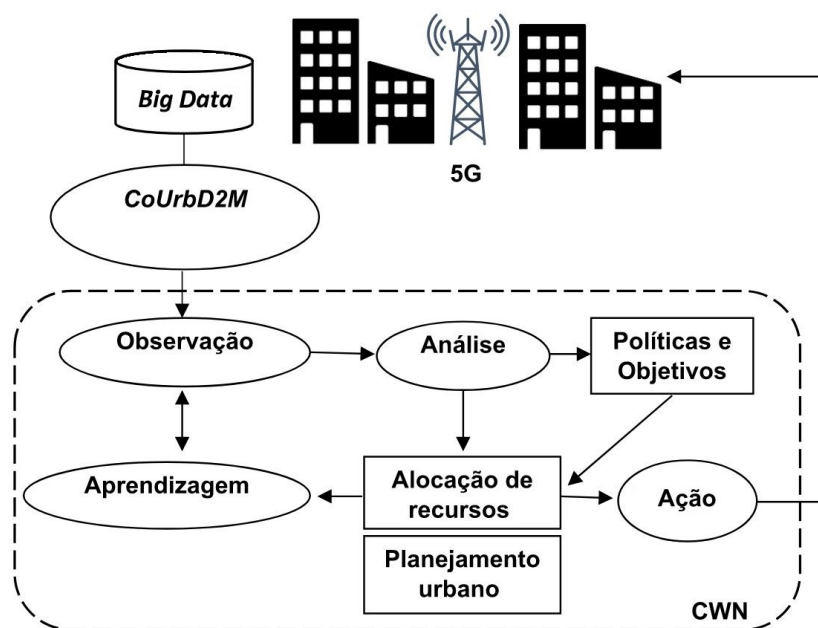 Big Data
5G
CoUrbD2M
Observação
Análise
Políticas e
Objetivos
Aprendizagem
Alocação de
recursos
Ação
Planejamento
urbano
CWN